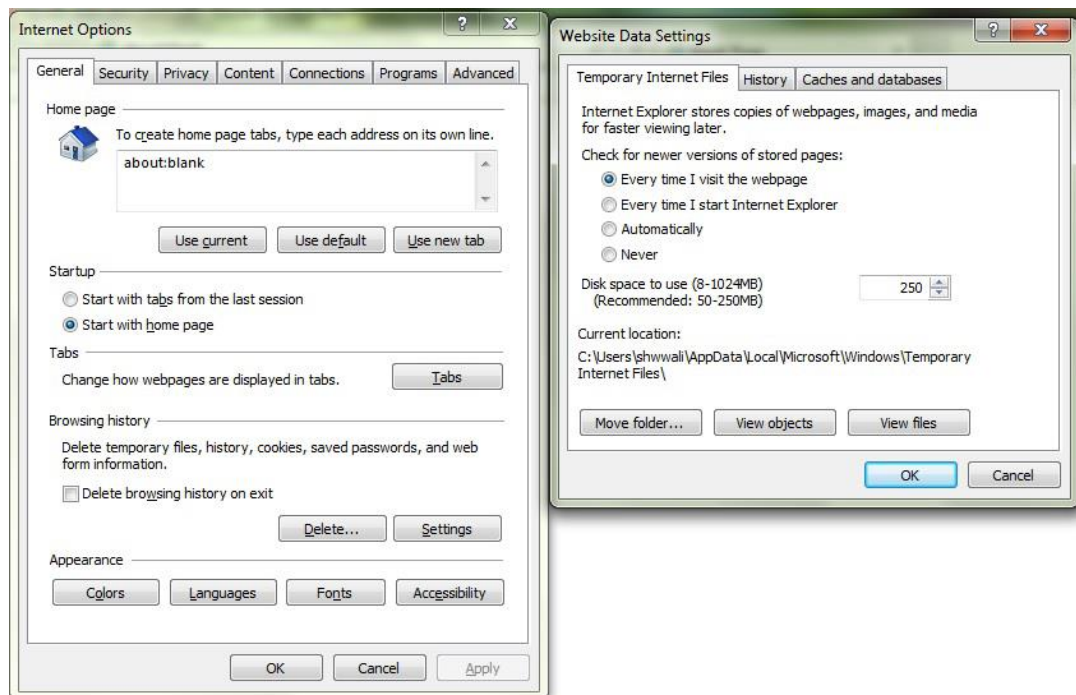 Internet Options
General Security Privacy Content Connections Programs Advanced
Home page
To create home page tabs, type each address on its own line.
about:blank
Use current Use default Use new tab
Startup
Start with tabs from the last session
Start with home page
Tabs
Change how webpages are displayed in tabs. Tabs
Browsing history
Delete temporary files, history, cookies, saved passwords, and web
form information.
Delete browsing history on exit
Delete... Settings
Appearance
Colors Languages Fonts Accessibility
OK Cancel Apply
Website Data Settings
Temporary Internet Files History Caches and databases
Internet Explorer stores copies of webpages, images, and media
for faster viewing later.
Check for newer versions of stored pages:
Every time I visit the webpage
Every time I start Internet Explorer
Automatically
Never
Disk space to use (8-1024MB) 250
(Recommended: 50-250MB)
Current location:
C:\Users\shwwali\AppData\Local\Microsoft\Windows\Temporary
Internet Files\
Move folder... View objects View files
OK Cancel